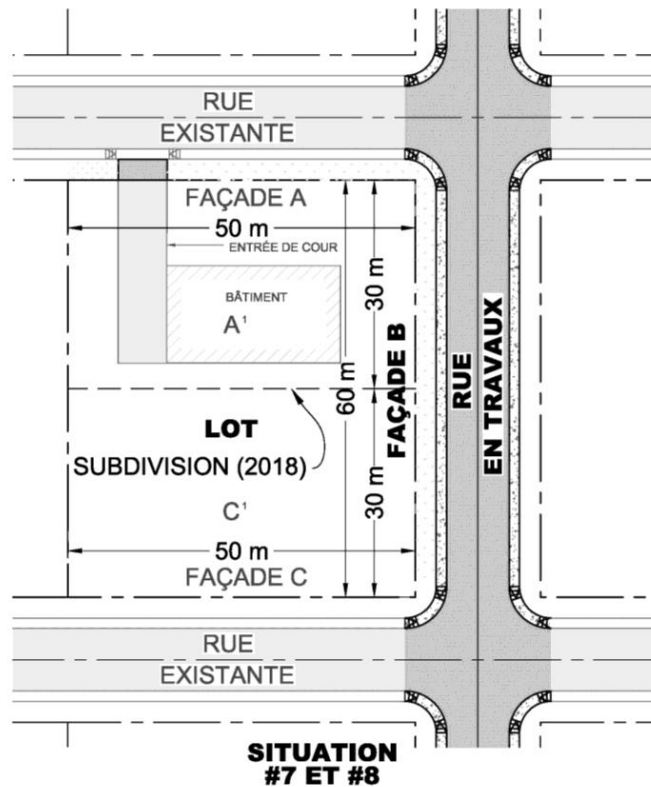 RUE
EXISTANTE
FAÇADE A
50 m
ENTRÉE DE COUR
BÂTIMENT
A¹
30 m
60 m
FAÇADE B
RUE
EN TRAVAUX
LOT
SUBDIVISION (2018)
30 m
C¹
50 m
FAÇADE C
RUE
EXISTANTE
SITUATION
#7 ET #8